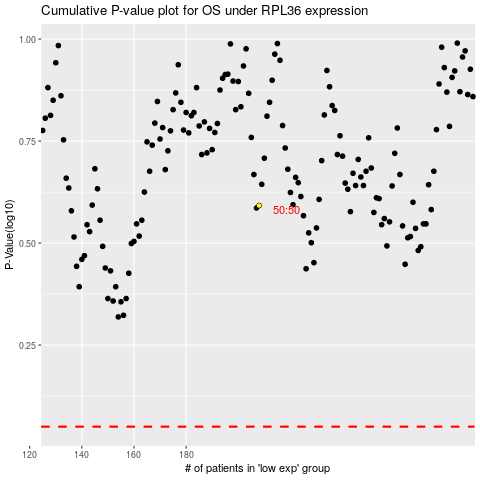 Cumulative P-value plot for OS under RPL36 expression
P-Value(log10)
1.00
0.75
0.50
0.25
50:50
120 140 160 180
# of patients in 'low exp' group